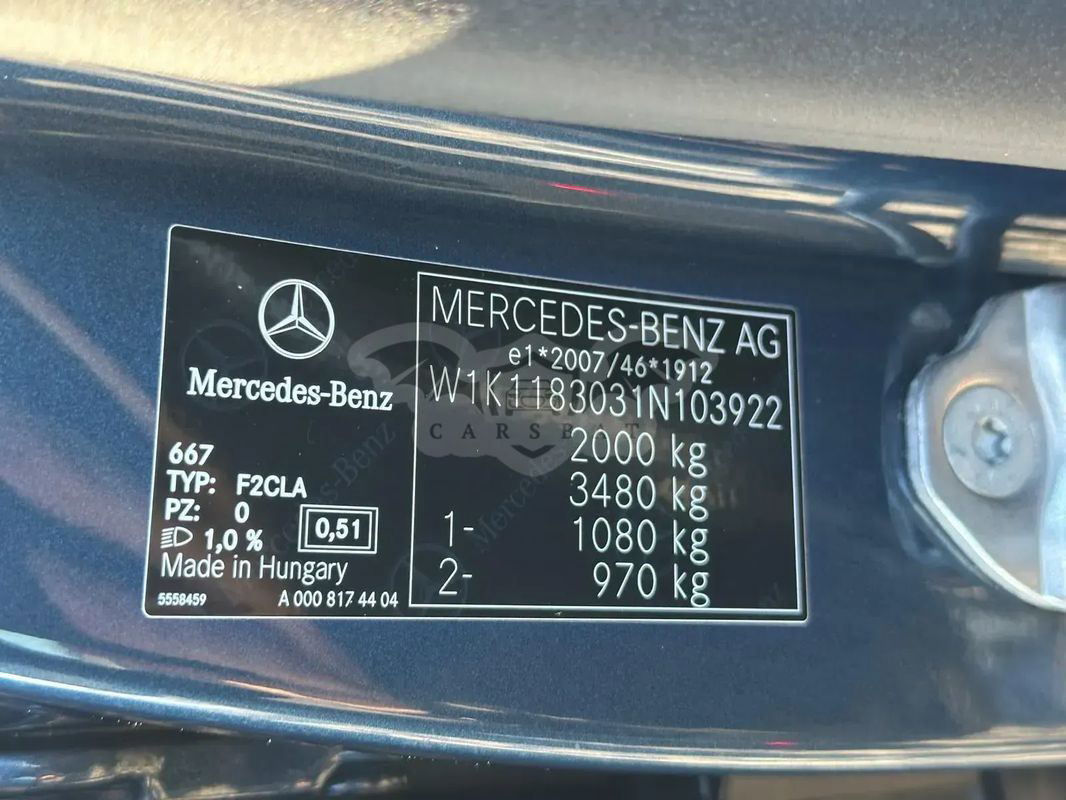 Mercedes-Benz
667
TYP: F2CLA
PZ: 0
1,0 % 0,51
Made in Hungary
5558459 A 000 817 44 04
MERCEDES-BENZ AG
e1*2007/46*1912
W1K1183031N103922
2000 kg
3480 kg
1- 1080 kg
2- 970 kg
CARSBAT